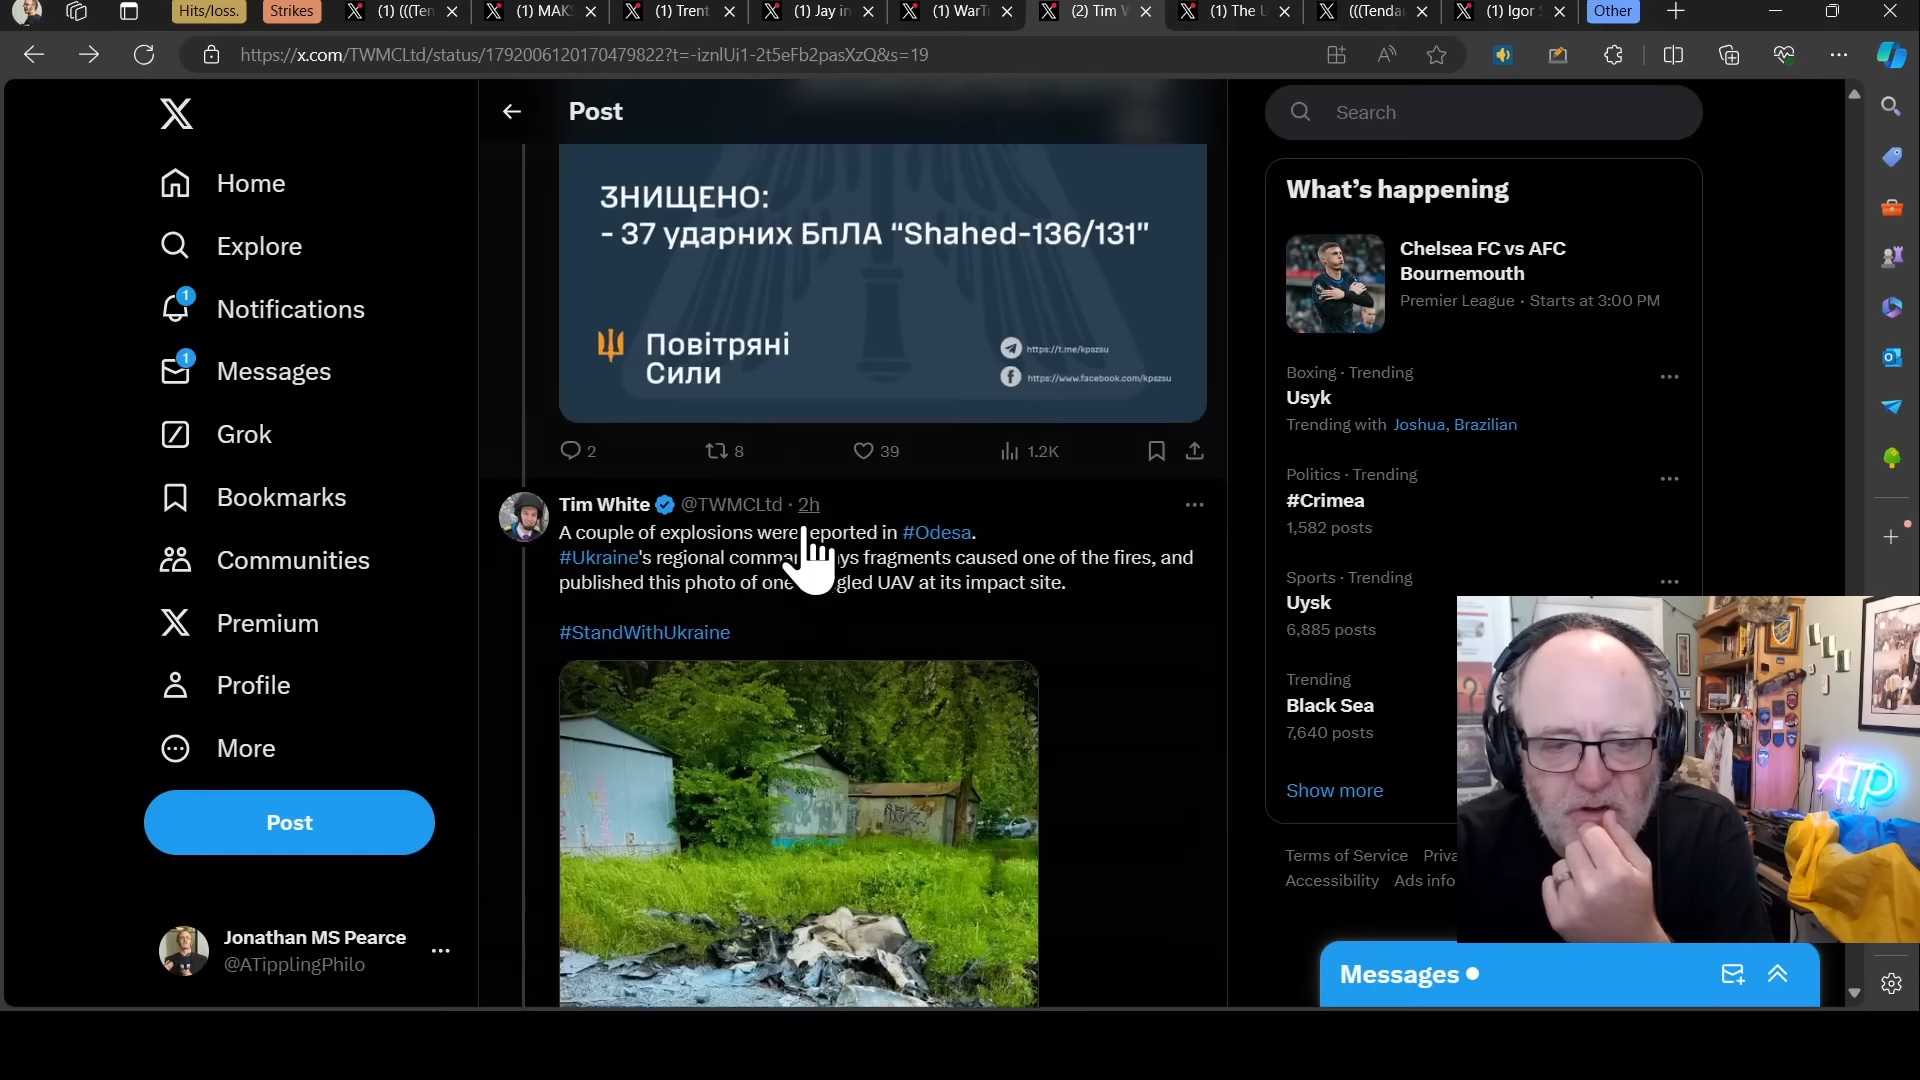 Hits/loss.
Strikes
(1) (((Ten
(1) MAK
(1) Trent
(1) Jay in
(1) WarT
(2) Tim
(1) The
(((Tenda
(1) Igor
Other
https://x.com/TWMCLtd/status/1792006120170479822?t=-iznlUi1-2t5eFb2pasXzQ&s=19
Home
Explore
1
Notifications
1
Messages
Grok
Bookmarks
Communities
Premium
Profile
More
Post
Jonathan MS Pearce
@ATipplingPhilo
Post
ЗНИЩЕНО:
- 37 ударних БпЛА “Shahed-136/131”
Повітряні
Сили
https://t.me/kpszsu
https://www.facebook.com/kpszsu
2
8
39
1.2K
Tim White @TWMCLtd · 2h
A couple of explosions were eported in #Odesa.
#Ukraine's regional comma ys fragments caused one of the fires, and
published this photo of one gled UAV at its impact site.
#StandWithUkraine
Search
What’s happening
Chelsea FC vs AFC
Bournemouth
Premier League · Starts at 3:00 PM
Boxing · Trending
Usyk
Trending with Joshua, Brazilian
Politics · Trending
#Crimea
1,582 posts
Sports · Trending
Uysk
6,885 posts
Trending
Black Sea
7,640 posts
Show more
Terms of Service Priva
Accessibility Ads info
ATP
Messages